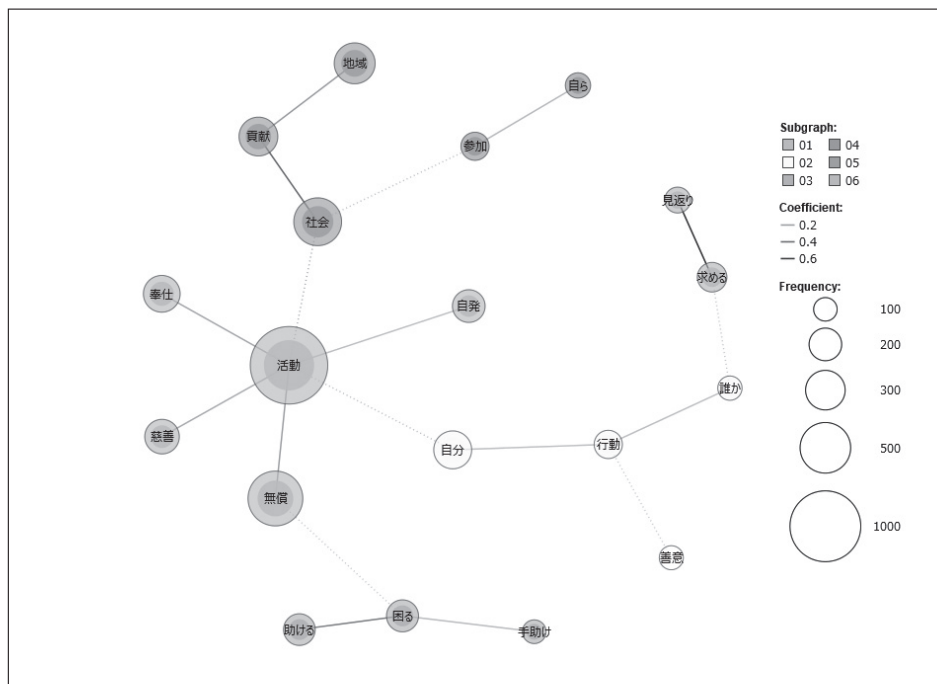 地域
自ら
貢献
参加
社会
見返り
求める
奉仕
自発
活動
誰か
慈善
自分
行動
無償
善意
助ける
困る
手助け
Subgraph:
01 04
02 05
03 06
Coefficient:
0.2
0.4
0.6
Frequency:
100
200
300
500
1000